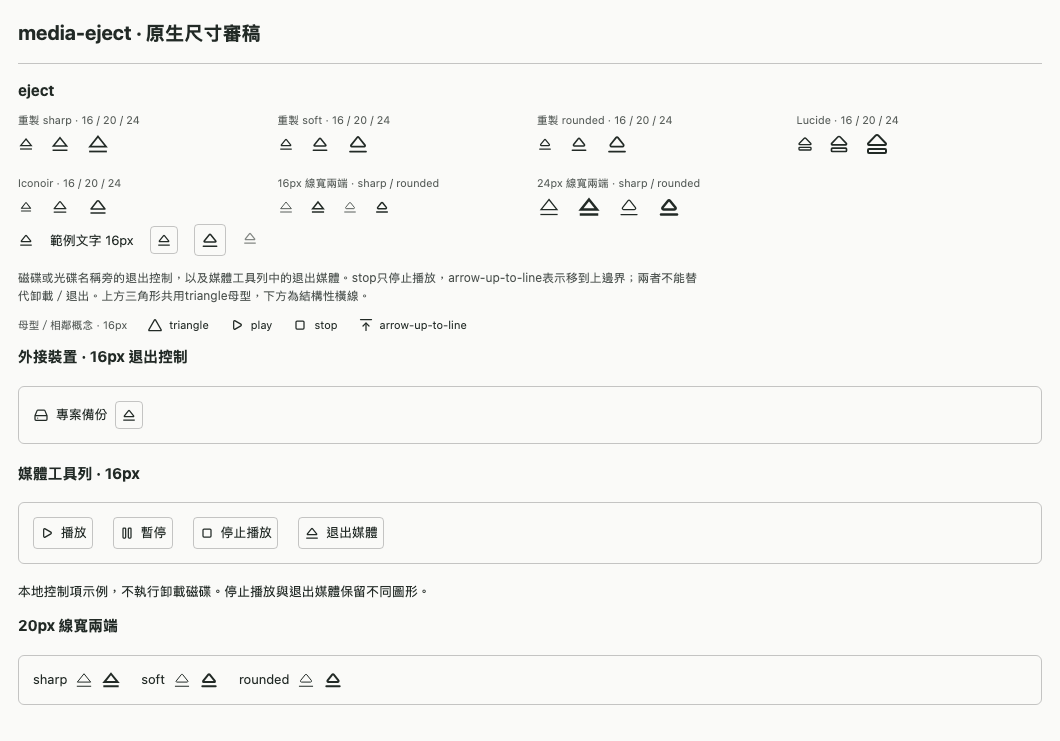 media-eject · 原生尺寸審稿
eject
重製 sharp · 16 / 20 / 24
重製 soft · 16 / 20 / 24
重製 rounded · 16 / 20 / 24
Lucide · 16 / 20 / 24
Iconoir · 16 / 20 / 24
16px 線寬兩端 · sharp / rounded
24px 線寬兩端 · sharp / rounded
範例文字 16px
磁碟或光碟名稱旁的退出控制，以及媒體工具列中的退出媒體。stop只停止播放，arrow-up-to-line表示移到上邊界；兩者不能替
代卸載 / 退出。上方三角形共用triangle母型，下方為結構性橫線。
母型 / 相鄰概念 · 16px
triangle
play
stop
arrow-up-to-line
外接裝置 · 16px 退出控制
專案備份
媒體工具列 · 16px
播放
暫停
停止播放
退出媒體
本地控制項示例，不執行卸載磁碟。停止播放與退出媒體保留不同圖形。
20px 線寬兩端
sharp
soft
rounded